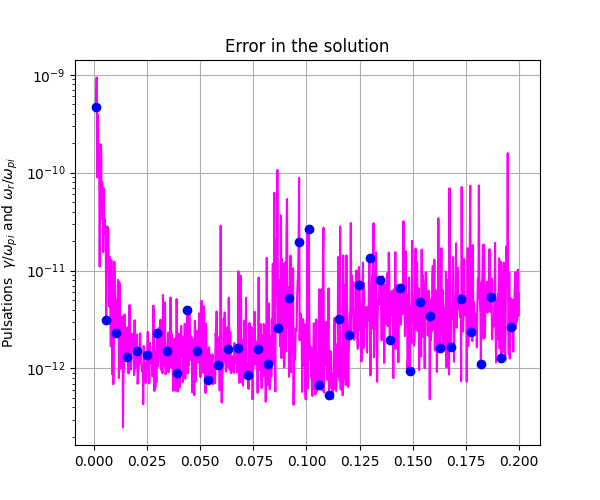 Error in the solution
Pulsations γ/ω_pi and ω_r/ω_pi
10^−9
10^−10
10^−11
10^−12
0.000 0.025 0.050 0.075 0.100 0.125 0.150 0.175 0.200